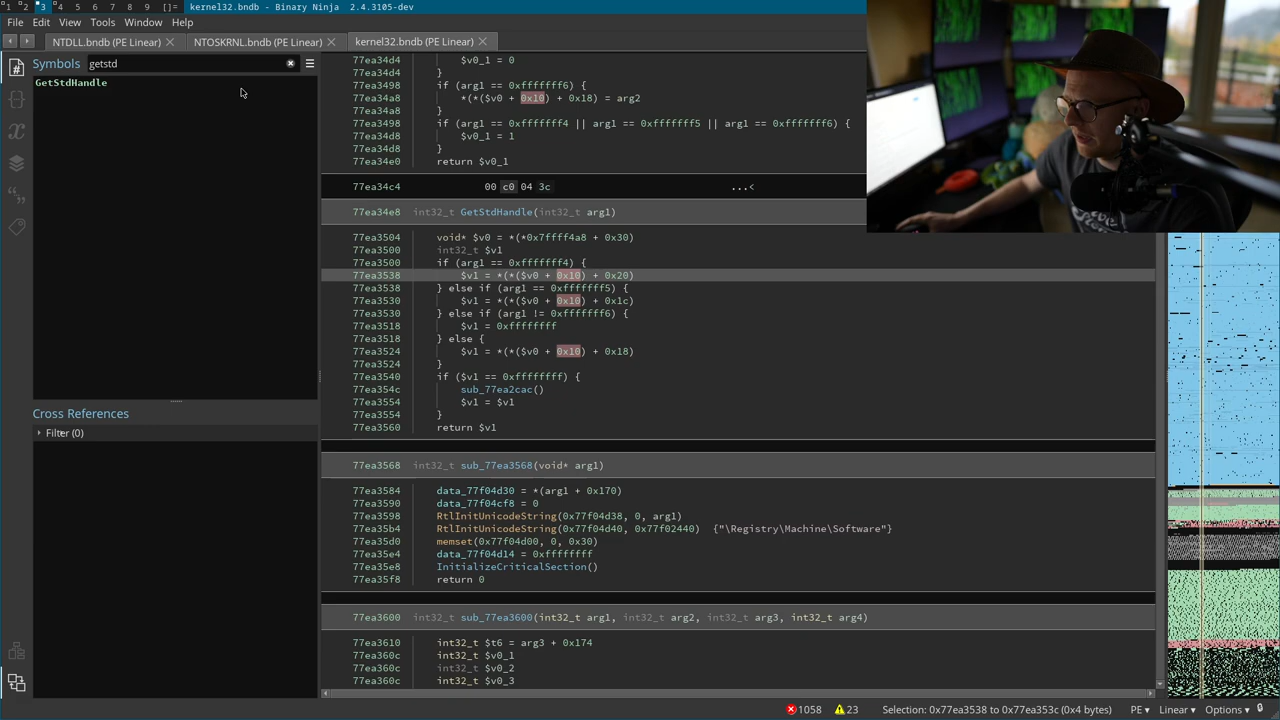 1 2 3 4 5 6 7 8 9 []= kernel32.bndb - Binary Ninja 2.4.3105-dev
File Edit View Tools Window Help
NTDLL.bndb (PE Linear) NTOSKRNL.bndb (PE Linear) kernel32.bndb (PE Linear)
Symbols getstd
GetStdHandle
Cross References
Filter (0)
77ea34d4 $v0_1 = 0
77ea34d4 }
77ea3498 if (arg1 == 0xfffffff6) {
77ea34a8 *(*($v0 + 0x10) + 0x18) = arg2
77ea34a8 }
77ea3498 if (arg1 == 0xfffffff4 || arg1 == 0xfffffff5 || arg1 == 0xfffffff6) {
77ea34d8 $v0_1 = 1
77ea34d8 }
77ea34e0 return $v0_1
77ea34c4 00 c0 04 3c ...<
77ea34e8 int32_t GetStdHandle(int32_t arg1)
77ea3504 void* $v0 = *(*0x7ffff4a8 + 0x30)
77ea3500 int32_t $v1
77ea3500 if (arg1 == 0xfffffff4) {
77ea3538 $v1 = *(*($v0 + 0x10) + 0x20)
77ea3538 } else if (arg1 == 0xfffffff5) {
77ea3530 $v1 = *(*($v0 + 0x10) + 0x1c)
77ea3530 } else if (arg1 != 0xfffffff6) {
77ea3518 $v1 = 0xffffffff
77ea3518 } else {
77ea3524 $v1 = *(*($v0 + 0x10) + 0x18)
77ea3524 }
77ea3540 if ($v1 == 0xffffffff) {
77ea354c sub_77ea2cac()
77ea3554 $v1 = $v1
77ea3554 }
77ea3560 return $v1
77ea3568 int32_t sub_77ea3568(void* arg1)
77ea3584 data_77f04d30 = *(arg1 + 0x170)
77ea3590 data_77f04cf8 = 0
77ea3598 RtlInitUnicodeString(0x77f04d38, 0, arg1)
77ea35b4 RtlInitUnicodeString(0x77f04d40, 0x77f02440) {"\Registry\Machine\Software"}
77ea35d0 memset(0x77f04d00, 0, 0x30)
77ea35e4 data_77f04d14 = 0xffffffff
77ea35e8 InitializeCriticalSection()
77ea35f8 return 0
77ea3600 int32_t sub_77ea3600(int32_t arg1, int32_t arg2, int32_t arg3, int32_t arg4)
77ea3610 int32_t $t6 = arg3 + 0x174
77ea360c int32_t $v0_1
77ea360c int32_t $v0_2
77ea360c int32_t $v0_3
1058 23 Selection: 0x77ea3538 to 0x77ea353c (0x4 bytes) PE Linear Options